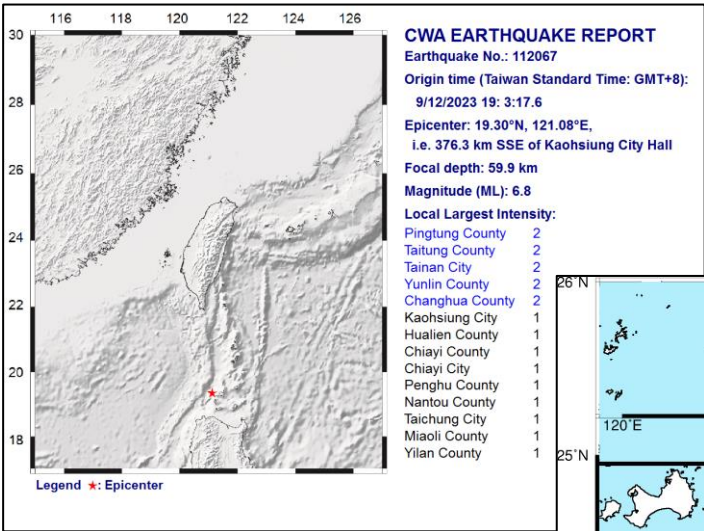 116 118 120 122 124 126
30
28
26
24
22
20
18
Legend ★: Epicenter
CWA EARTHQUAKE REPORT
Earthquake No.: 112067
Origin time (Taiwan Standard Time: GMT+8):
9/12/2023 19: 3:17.6
Epicenter: 19.30°N, 121.08°E,
i.e. 376.3 km SSE of Kaohsiung City Hall
Focal depth: 59.9 km
Magnitude (ML): 6.8
Local Largest Intensity:
Pingtung County 2
Taitung County 2
Tainan City 2
Yunlin County 2
Changhua County 2
Kaohsiung City 1
Hualien County 1
Chiayi County 1
Chiayi City 1
Penghu County 1
Nantou County 1
Taichung City 1
Miaoli County 1
Yilan County 1
26°N
120°E
25°N